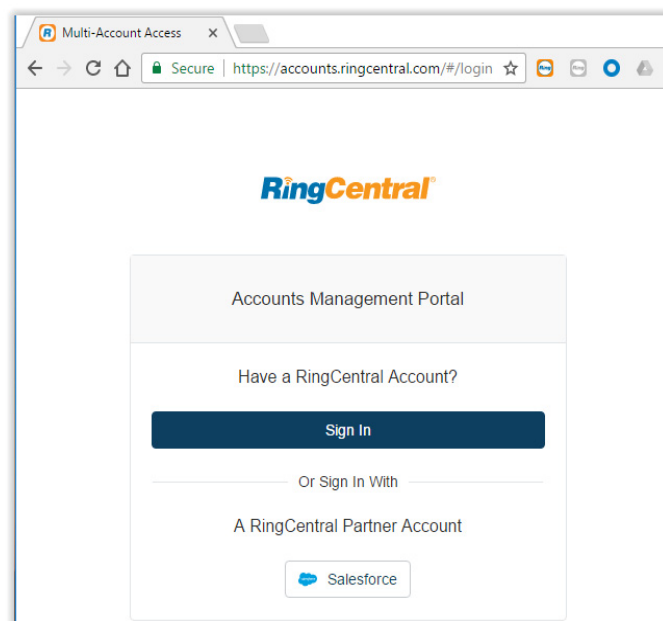 Multi-Account Access
Secure | https://accounts.ringcentral.com/#/login
RingCentral®
Accounts Management Portal
Have a RingCentral Account?
Sign In
Or Sign In With
A RingCentral Partner Account
Salesforce